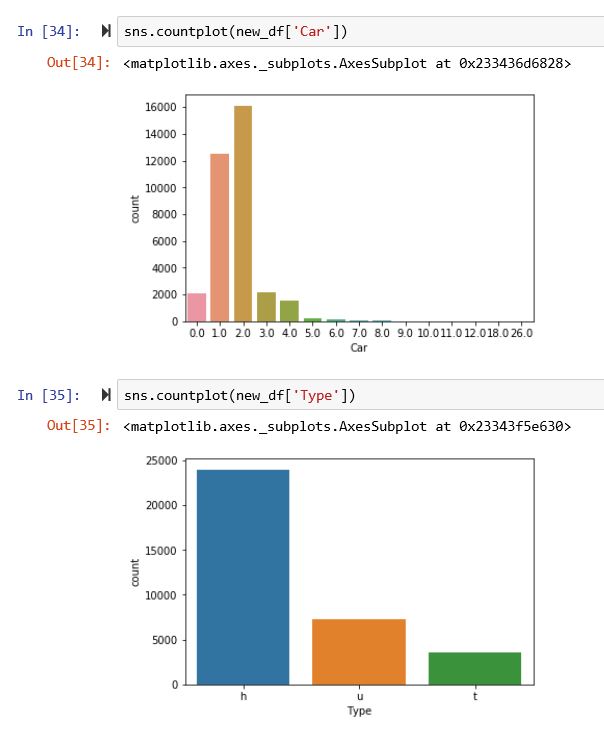 In [34]: sns.countplot(new_df['Car'])
Out[34]: <matplotlib.axes._subplots.AxesSubplot at 0x233436d6828>
16000
14000
12000
10000
8000
6000
4000
2000
0
count
0.0 1.0 2.0 3.0 4.0 5.0 6.0 7.0 8.0 9.0 10.0 11.0 12.0 18.0 26.0
Car
In [35]: sns.countplot(new_df['Type'])
Out[35]: <matplotlib.axes._subplots.AxesSubplot at 0x23343f5e630>
25000
20000
15000
10000
5000
0
count
h u t
Type